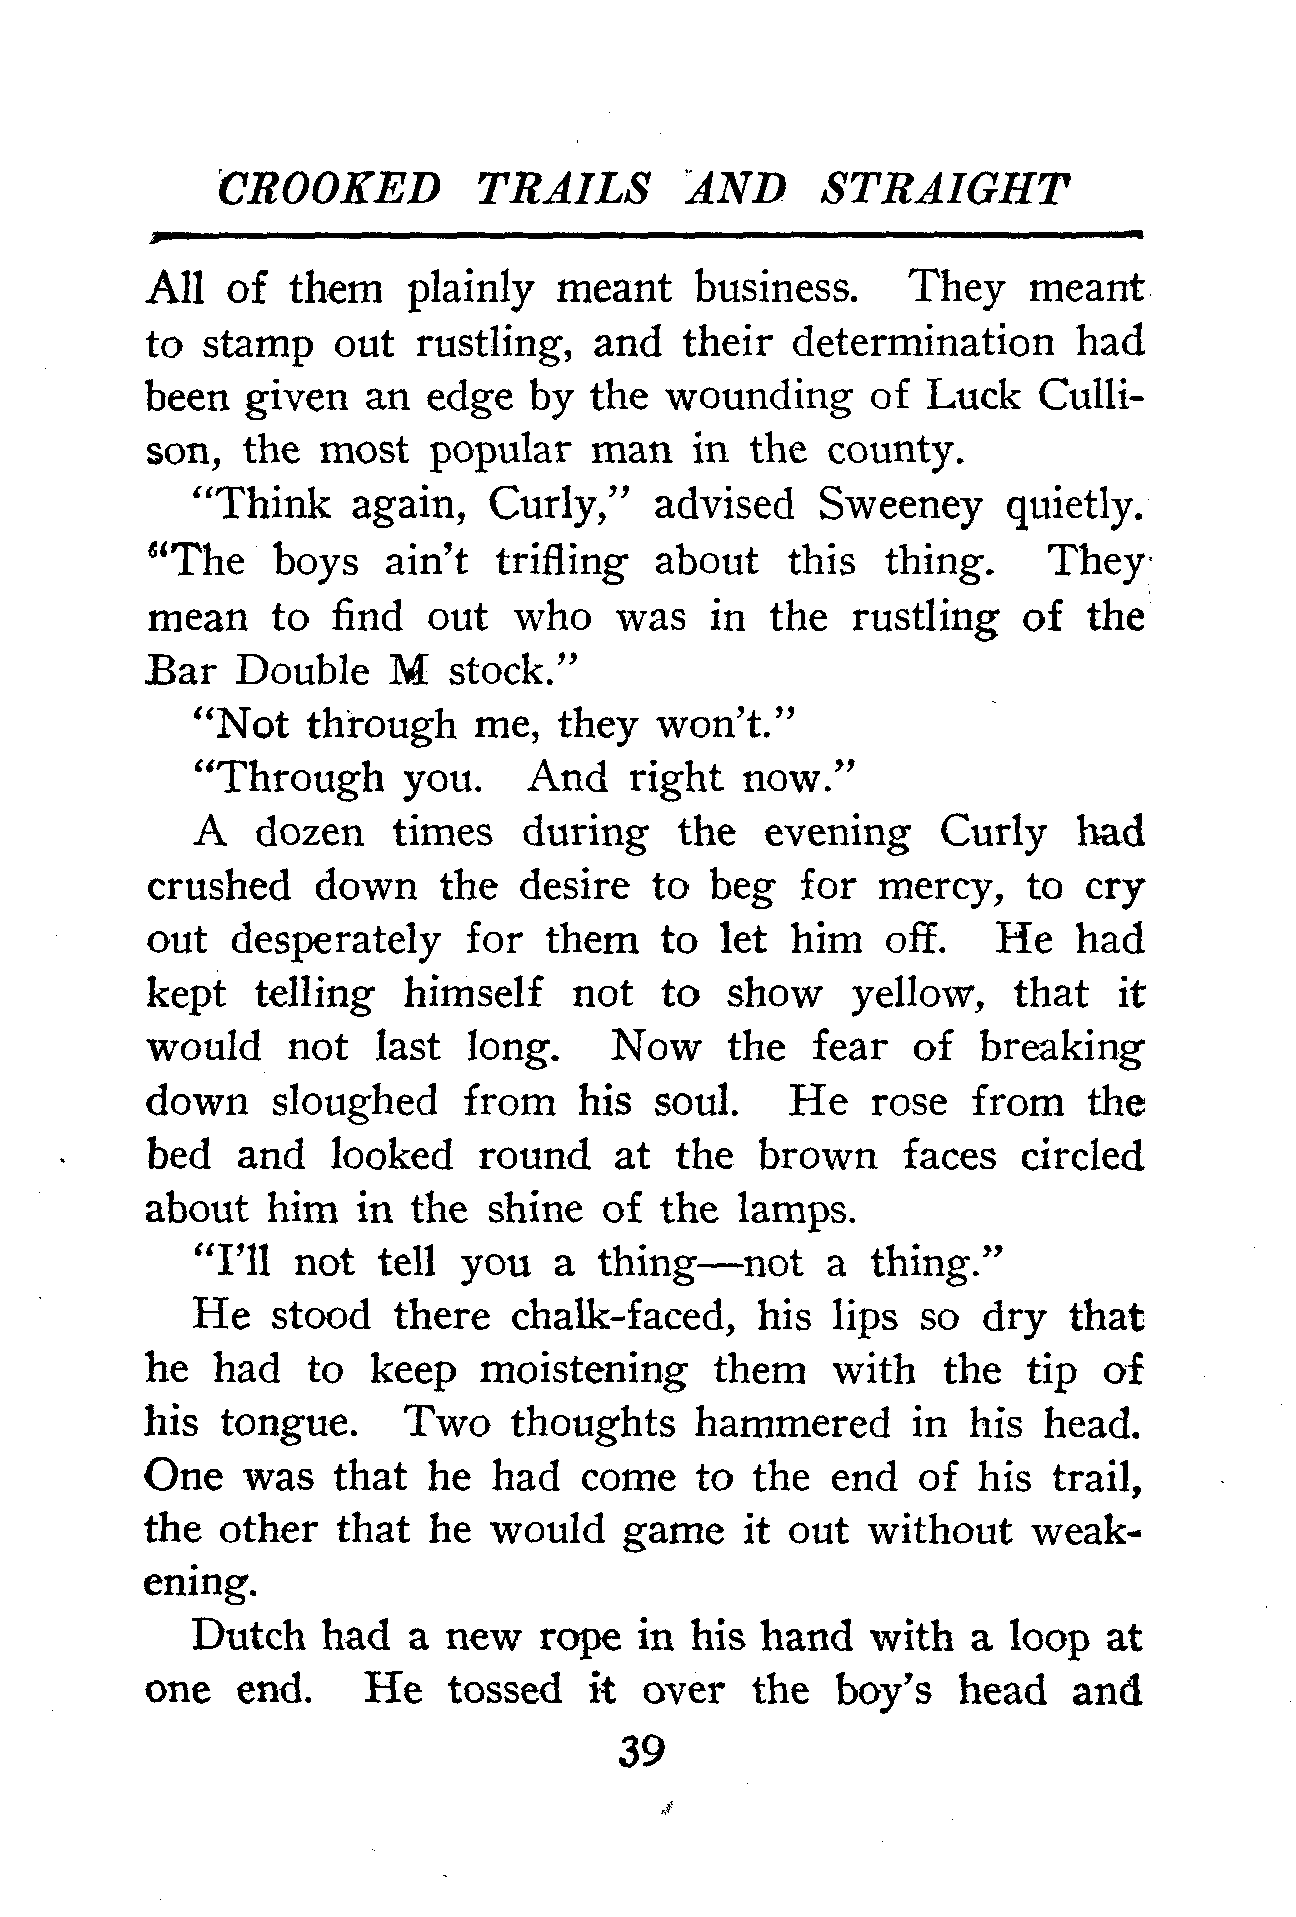 CROOKED TRAILS AND STRAIGHT
All of them plainly meant business. They meant
to stamp out rustling, and their determination had
been given an edge by the wounding of Luck Culli-
son, the most popular man in the county.
"Think again, Curly," advised Sweeney quietly.
"The boys ain't trifling about this thing. They
mean to find out who was in the rustling of the
Bar Double M stock."
"Not through me, they won't."
"Through you. And right now."
A dozen times during the evening Curly had
crushed down the desire to beg for mercy, to cry
out desperately for them to let him off. He had
kept telling himself not to show yellow, that it
would not last long. Now the fear of breaking
down sloughed from his soul. He rose from the
bed and looked round at the brown faces circled
about him in the shine of the lamps.
"I'll not tell you a thing—not a thing."
He stood there chalk-faced, his lips so dry that
he had to keep moistening them with the tip of
his tongue. Two thoughts hammered in his head.
One was that he had come to the end of his trail,
the other that he would game it out without weak-
ening.
Dutch had a new rope in his hand with a loop at
one end. He tossed it over the boy's head and
39